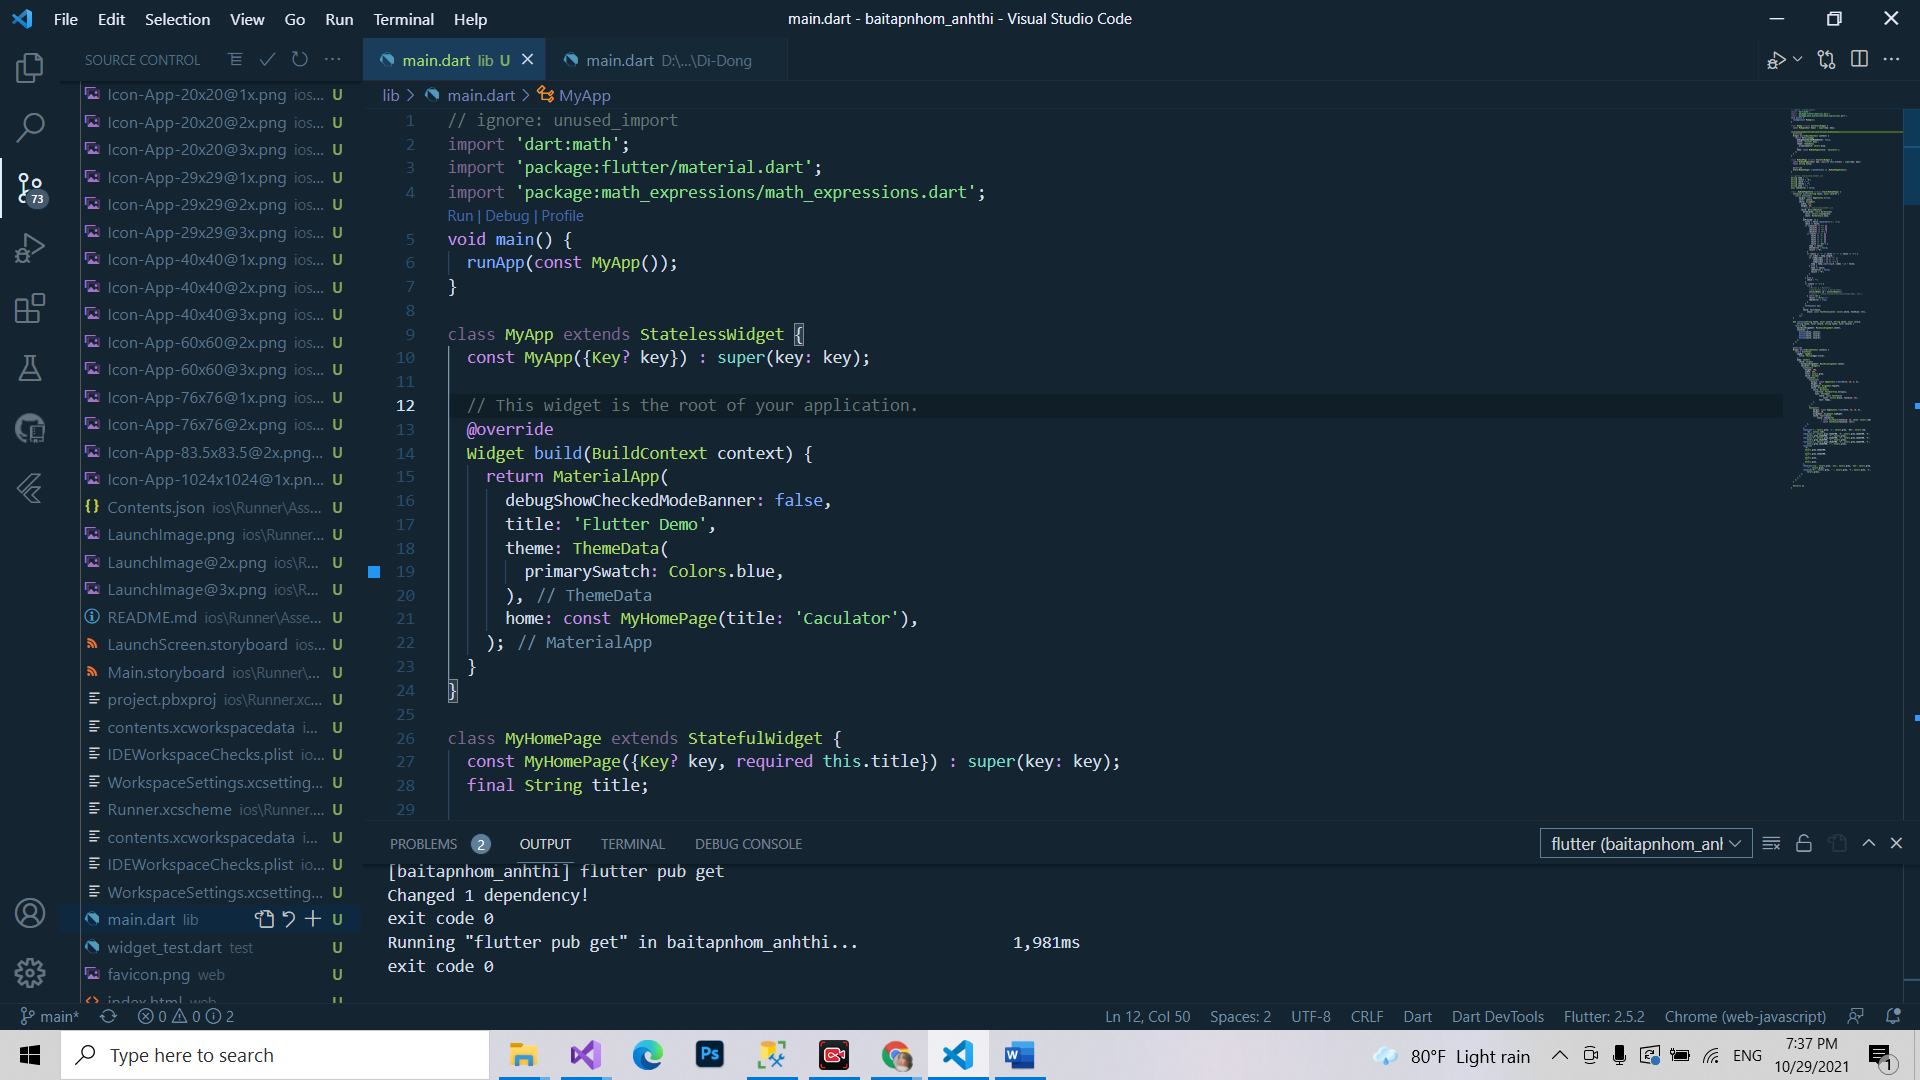 File Edit Selection View Go Run Terminal Help
main.dart - baitapnhom_anhthi - Visual Studio Code
SOURCE CONTROL
main.dart lib U
main.dart D:\...\Di-Dong
lib > main.dart > MyApp
Icon-App-20x20@1x.png ios... U
Icon-App-20x20@2x.png ios... U
Icon-App-20x20@3x.png ios... U
Icon-App-29x29@1x.png ios... U
Icon-App-29x29@2x.png ios... U
Icon-App-29x29@3x.png ios... U
Icon-App-40x40@1x.png ios... U
Icon-App-40x40@2x.png ios... U
Icon-App-40x40@3x.png ios... U
Icon-App-60x60@2x.png ios... U
Icon-App-60x60@3x.png ios... U
Icon-App-76x76@1x.png ios... U
Icon-App-76x76@2x.png ios... U
Icon-App-83.5x83.5@2x.png... U
Icon-App-1024x1024@1x.pn... U
Contents.json ios\Runner\Ass... U
LaunchImage.png ios\Runner... U
LaunchImage@2x.png ios\R... U
LaunchImage@3x.png ios\R... U
README.md ios\Runner\Asse... U
LaunchScreen.storyboard ios... U
Main.storyboard ios\Runner\... U
project.pbxproj ios\Runner.xc... U
contents.xcworkspacedata i... U
IDEWorkspaceChecks.plist io... U
WorkspaceSettings.xcsetting... U
Runner.xcscheme ios\Runner.... U
contents.xcworkspacedata i... U
IDEWorkspaceChecks.plist io... U
WorkspaceSettings.xcsetting... U
main.dart lib U
widget_test.dart test U
favicon.png web U
index.html web U
73
1 // ignore: unused_import
2 import 'dart:math';
3 import 'package:flutter/material.dart';
4 import 'package:math_expressions/math_expressions.dart';
Run | Debug | Profile
5 void main() {
6 runApp(const MyApp());
7 }
8
9 class MyApp extends StatelessWidget {
10 const MyApp({Key? key}) : super(key: key);
11
12 // This widget is the root of your application.
13 @override
14 Widget build(BuildContext context) {
15 return MaterialApp(
16 debugShowCheckedModeBanner: false,
17 title: 'Flutter Demo',
18 theme: ThemeData(
19 primarySwatch: Colors.blue,
20 ), // ThemeData
21 home: const MyHomePage(title: 'Caculator'),
22 ); // MaterialApp
23 }
24 }
25
26 class MyHomePage extends StatefulWidget {
27 const MyHomePage({Key? key, required this.title}) : super(key: key);
28 final String title;
29
PROBLEMS 2 OUTPUT TERMINAL DEBUG CONSOLE
flutter (baitapnhom_anh
[baitapnhom_anhthi] flutter pub get
Changed 1 dependency!
exit code 0
Running "flutter pub get" in baitapnhom_anhthi... 1,981ms
exit code 0
main* 0 0 2
Ln 12, Col 50 Spaces: 2 UTF-8 CRLF Dart Dart DevTools Flutter: 2.5.2 Chrome (web-javascript)
Type here to search
Ps
W
80°F Light rain
ENG
7:37 PM
10/29/2021
1